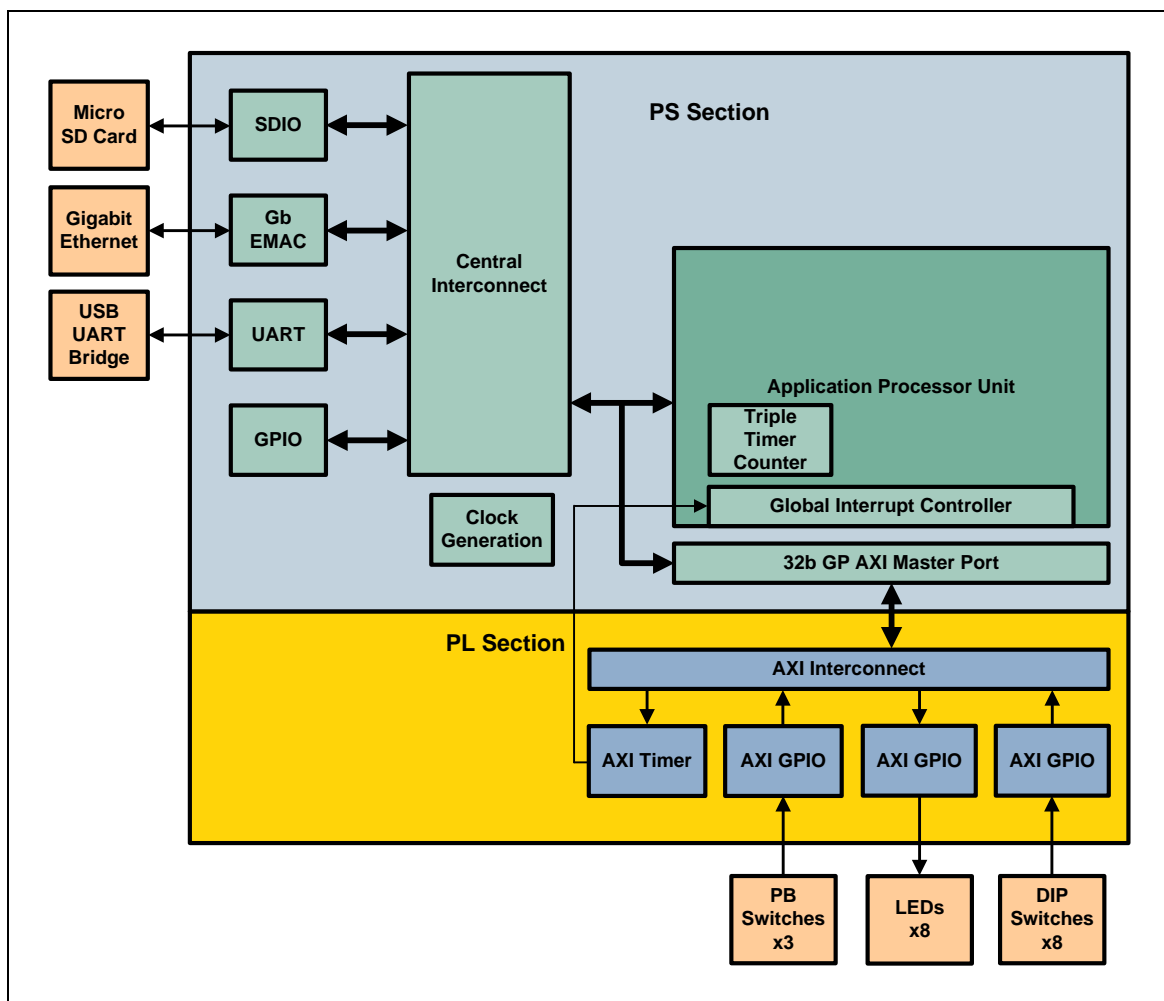 PS Section
Micro
SD Card
SDIO
Gigabit
Ethernet
Gb
EMAC
USB
UART
Bridge
UART
GPIO
Central
Interconnect
Clock
Generation
Application Processor Unit
Triple
Timer
Counter
Global Interrupt Controller
32b GP AXI Master Port
PL Section
AXI Interconnect
AXI Timer
AXI GPIO
AXI GPIO
AXI GPIO
PB
Switches
x3
LEDs
x8
DIP
Switches
x8